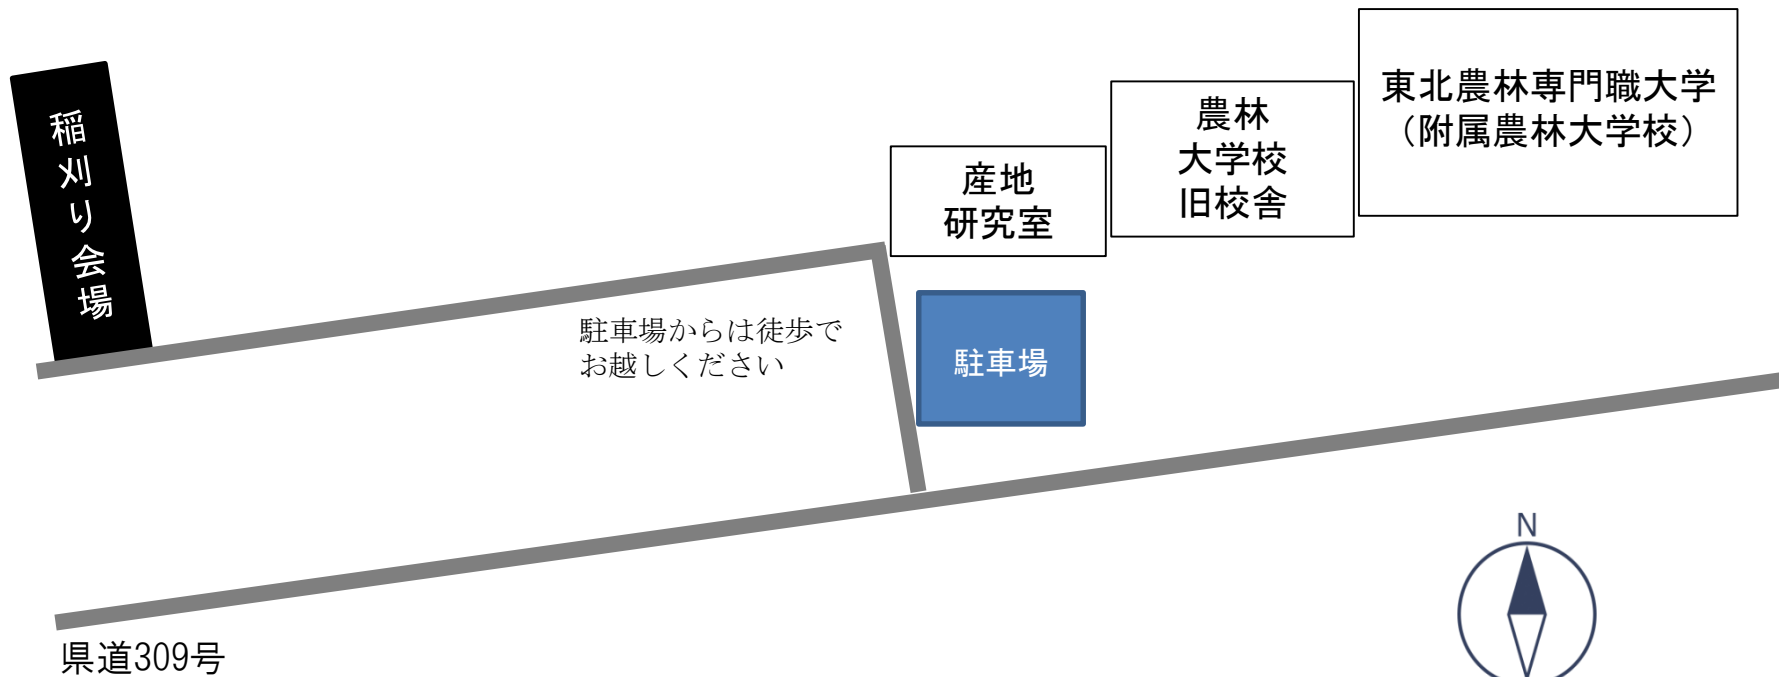 稲刈り会場
東北農林専門職大学
（附属農林大学校）
農林
大学校
旧校舎
産地
研究室
駐車場からは徒歩で
お越しください
駐車場
N
県道309号